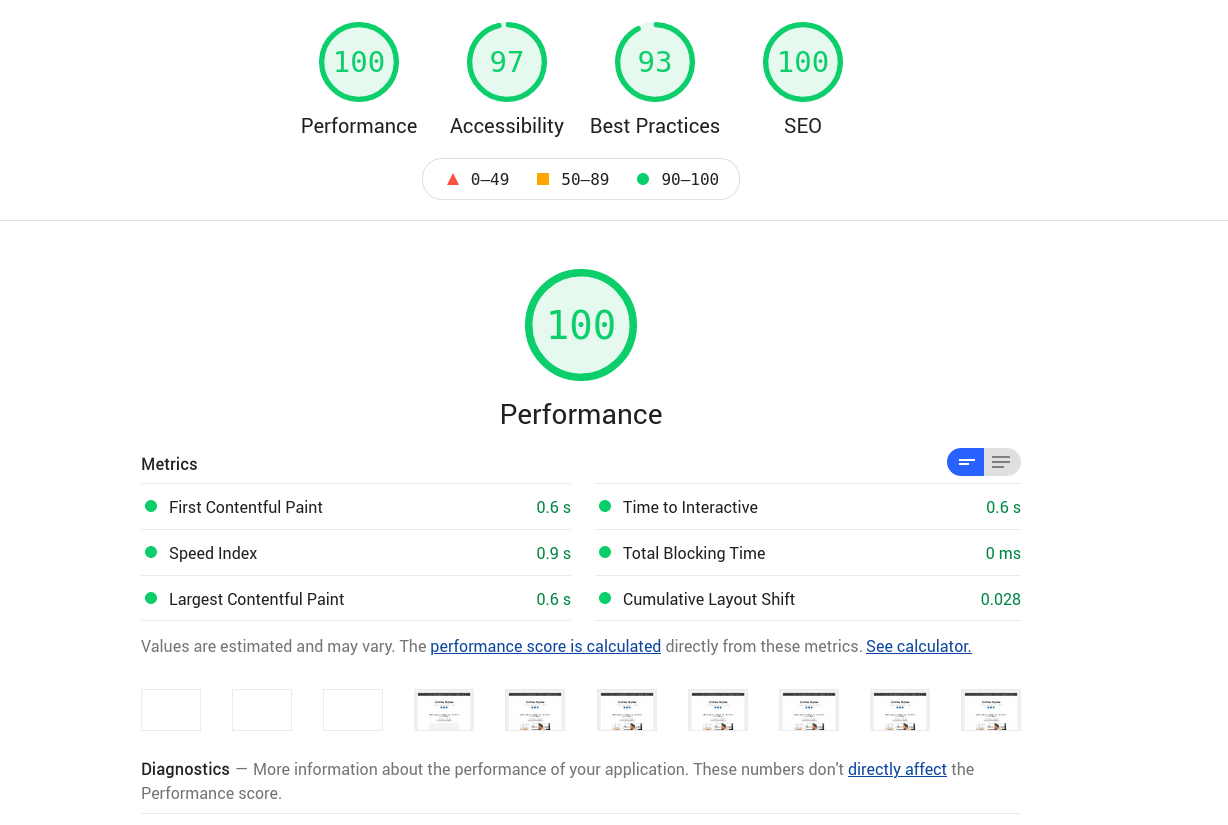 100 97 93 100
Performance Accessibility Best Practices SEO
0–49 50–89 90–100
100
Performance
Metrics
First Contentful Paint 0.6 s Time to Interactive 0.6 s
Speed Index 0.9 s Total Blocking Time 0 ms
Largest Contentful Paint 0.6 s Cumulative Layout Shift 0.028
Values are estimated and may vary. The performance score is calculated directly from these metrics. See calculator.
Diagnostics — More information about the performance of your application. These numbers don't directly affect the
Performance score.